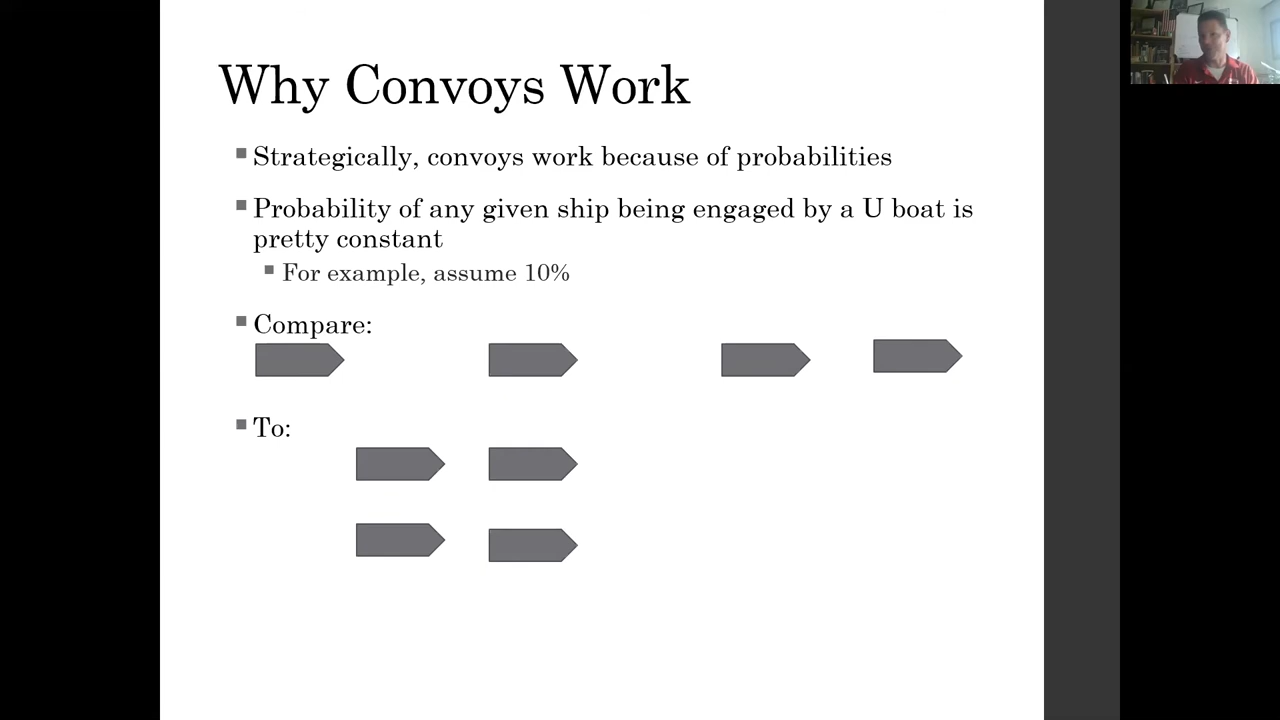 Why Convoys Work
Strategically, convoys work because of probabilities
Probability of any given ship being engaged by a U boat is
pretty constant
For example, assume 10%
Compare:
To: